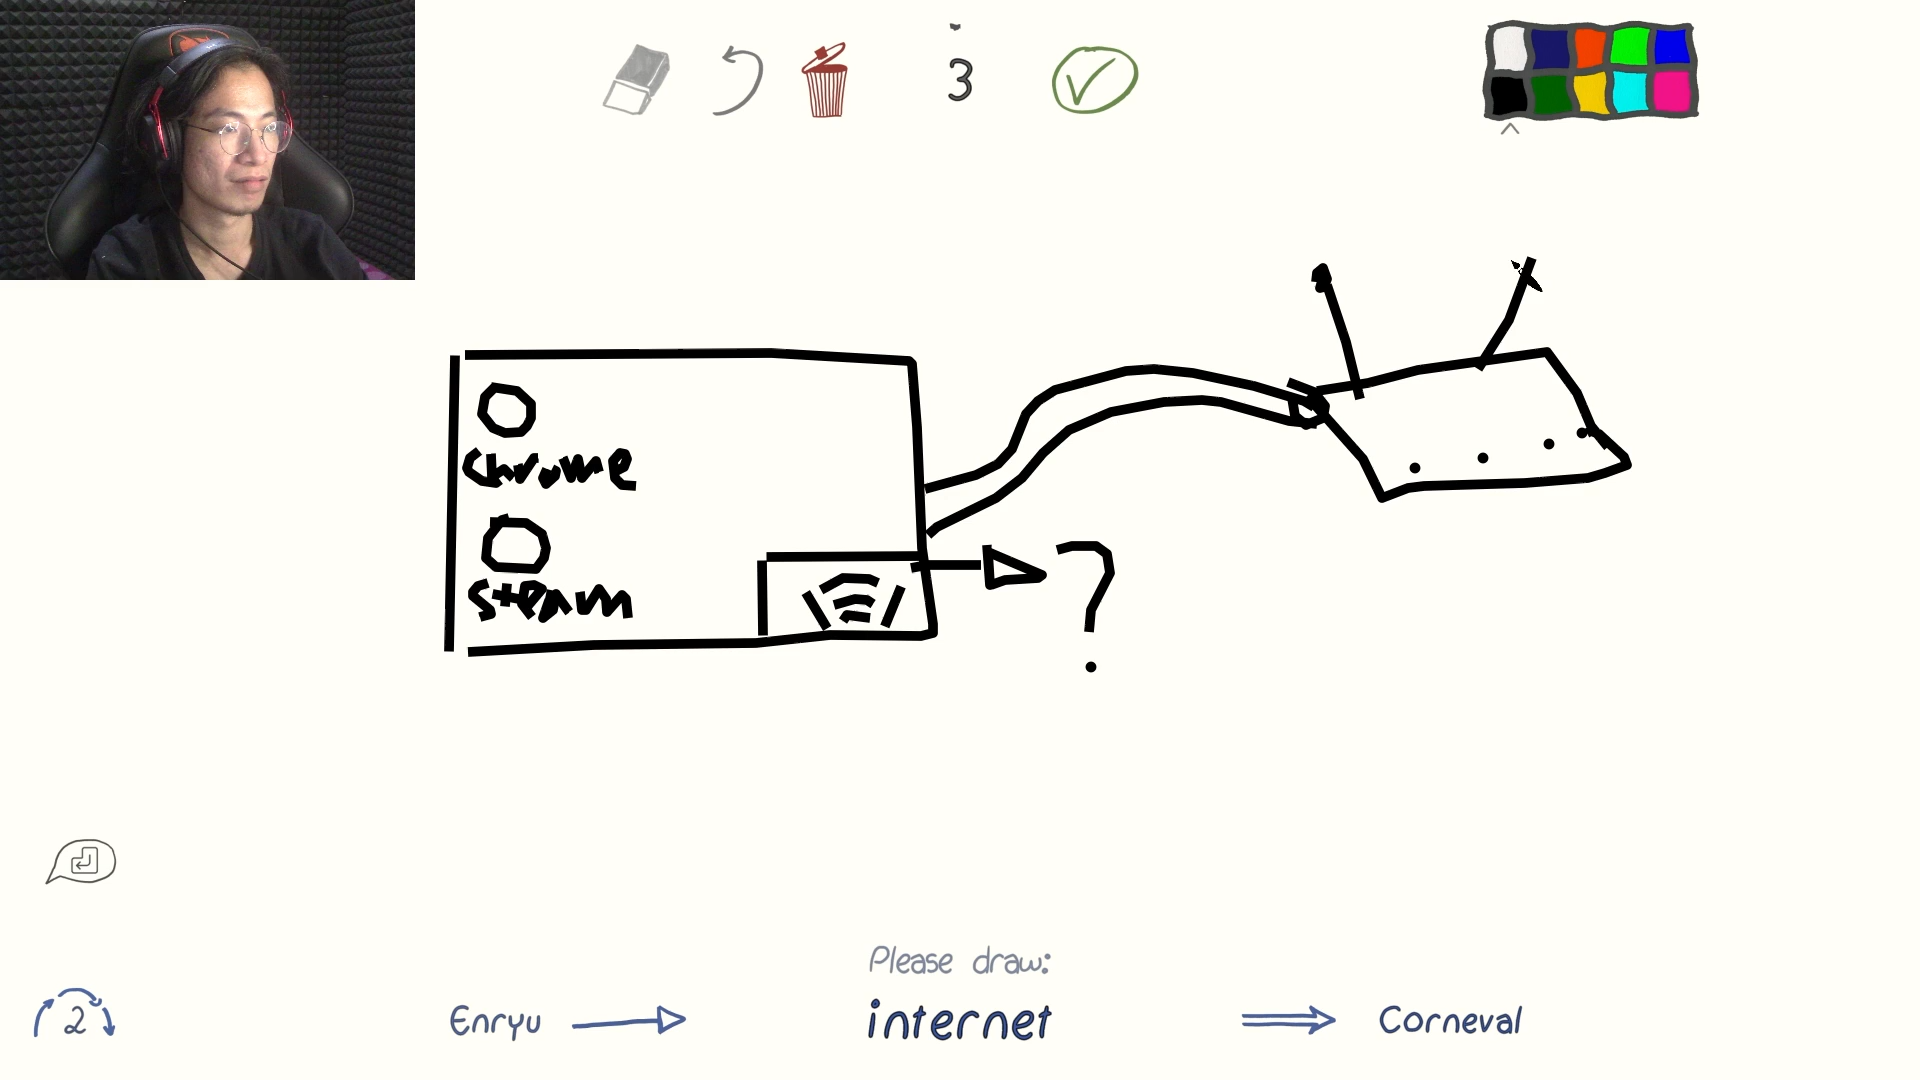 3
Chrome
steam
?
Please draw:
2
Enryu
internet
Corneval